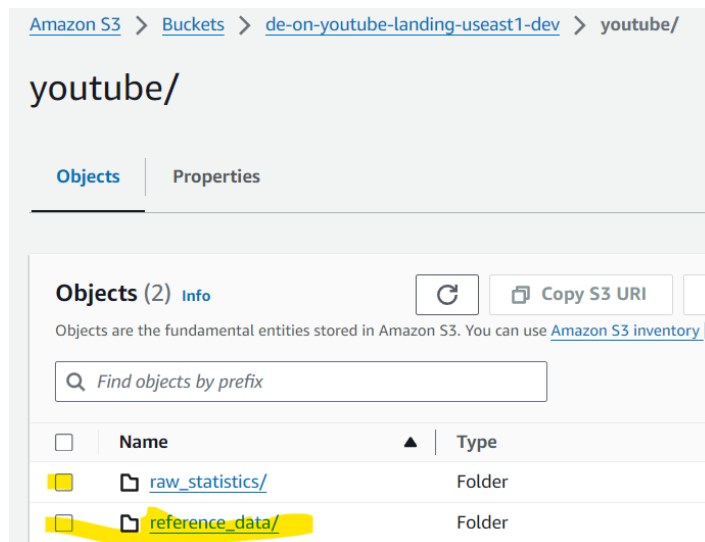 Amazon S3 > Buckets > de-on-youtube-landing-useast1-dev > youtube/
youtube/
Objects Properties
Objects (2) Info Copy S3 URI
Objects are the fundamental entities stored in Amazon S3. You can use Amazon S3 inventory
Find objects by prefix
Name Type
raw_statistics/ Folder
reference_data/ Folder